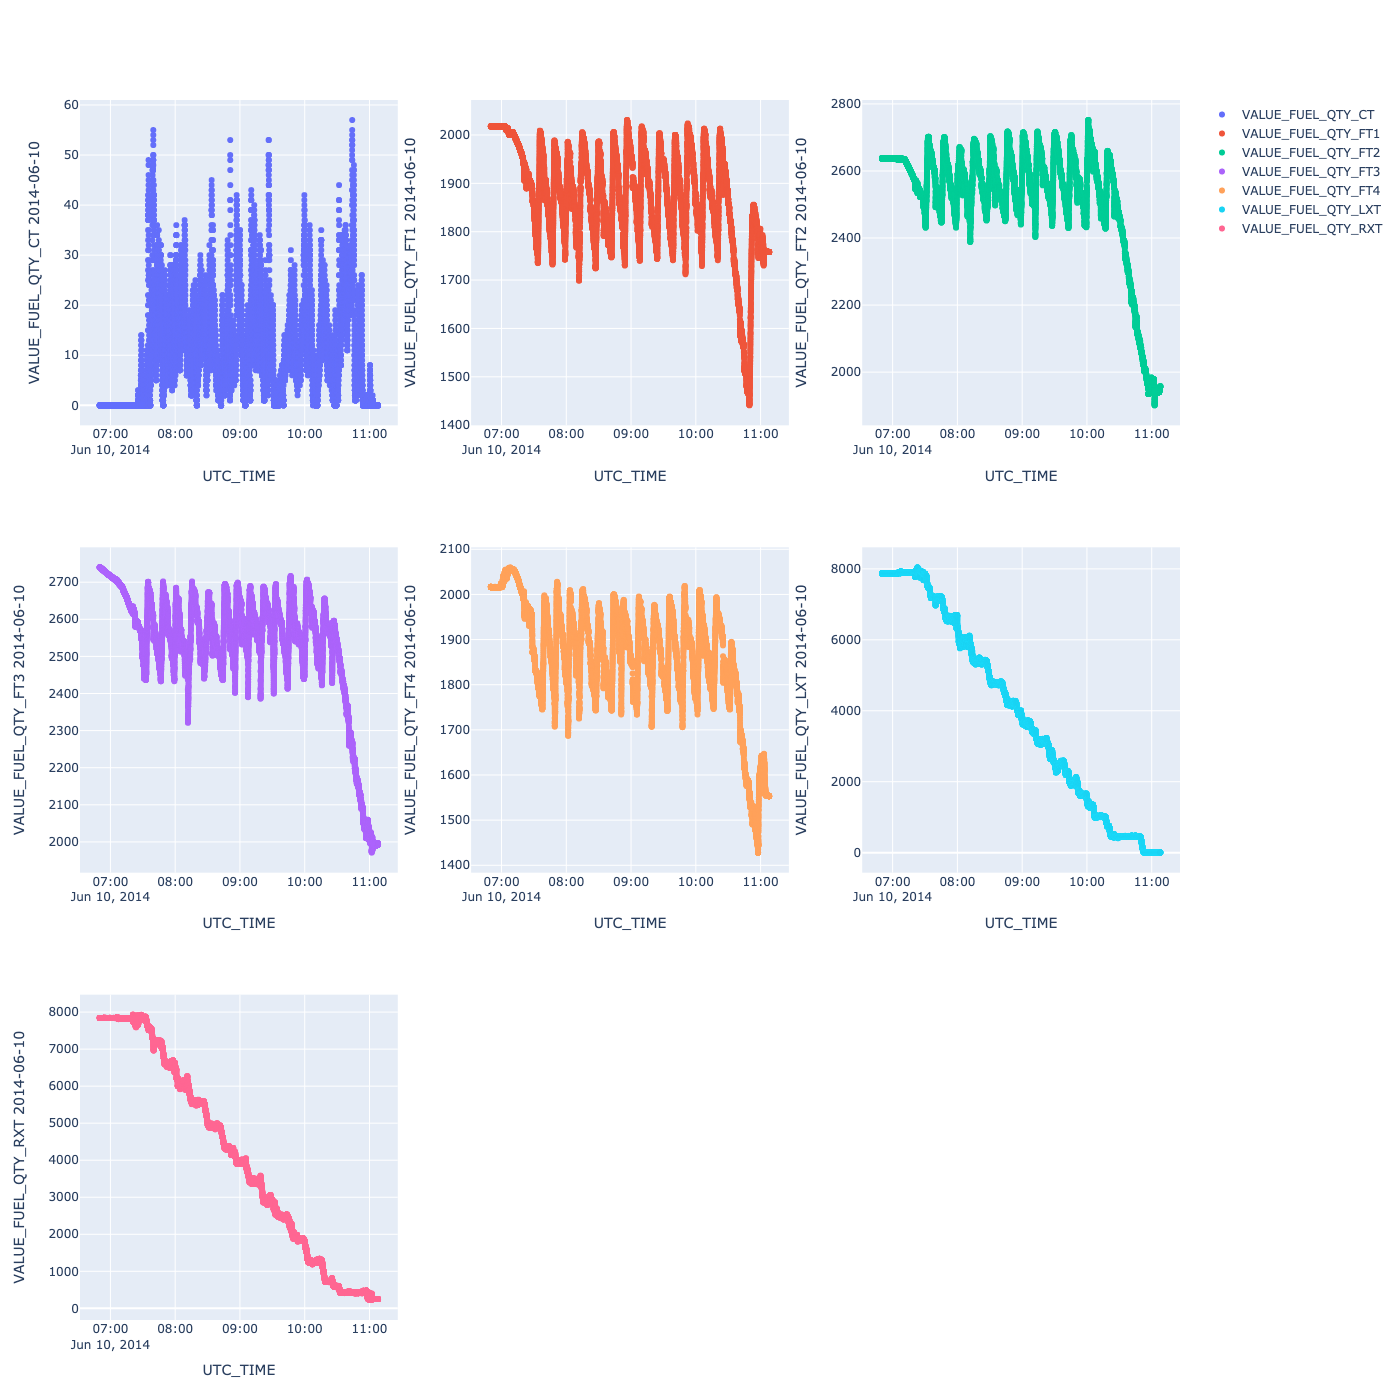 VALUE_FUEL_QTY_CT 2014-06-10
60
50
40
30
20
10
0
07:00 08:00 09:00 10:00 11:00
Jun 10, 2014
UTC_TIME
VALUE_FUEL_QTY_FT1 2014-06-10
2000
1900
1800
1700
1600
1500
1400
07:00 08:00 09:00 10:00 11:00
Jun 10, 2014
UTC_TIME
VALUE_FUEL_QTY_FT2 2014-06-10
2800
2600
2400
2200
2000
07:00 08:00 09:00 10:00 11:00
Jun 10, 2014
UTC_TIME
VALUE_FUEL_QTY_CT
VALUE_FUEL_QTY_FT1
VALUE_FUEL_QTY_FT2
VALUE_FUEL_QTY_FT3
VALUE_FUEL_QTY_FT4
VALUE_FUEL_QTY_LXT
VALUE_FUEL_QTY_RXT
VALUE_FUEL_QTY_FT3 2014-06-10
2700
2600
2500
2400
2300
2200
2100
2000
07:00 08:00 09:00 10:00 11:00
Jun 10, 2014
UTC_TIME
VALUE_FUEL_QTY_FT4 2014-06-10
2100
2000
1900
1800
1700
1600
1500
1400
07:00 08:00 09:00 10:00 11:00
Jun 10, 2014
UTC_TIME
VALUE_FUEL_QTY_LXT 2014-06-10
8000
6000
4000
2000
0
07:00 08:00 09:00 10:00 11:00
Jun 10, 2014
UTC_TIME
VALUE_FUEL_QTY_RXT 2014-06-10
8000
7000
6000
5000
4000
3000
2000
1000
0
07:00 08:00 09:00 10:00 11:00
Jun 10, 2014
UTC_TIME